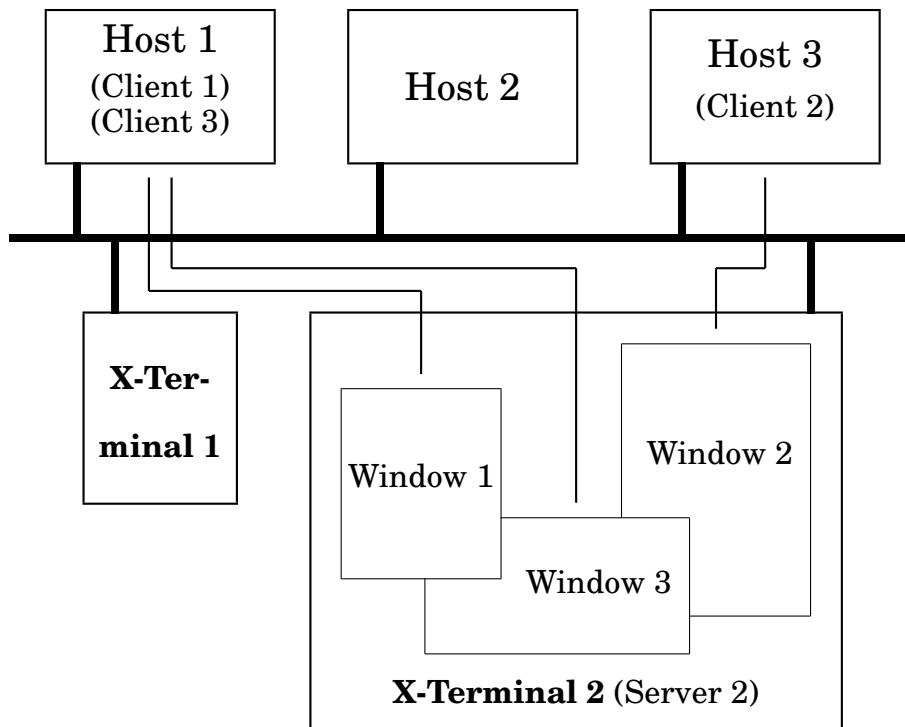 Host 1
(Client 1)
(Client 3)
Host 2
Host 3
(Client 2)
X-Ter-
minal 1
Window 1
Window 2
Window 3
X-Terminal 2 (Server 2)